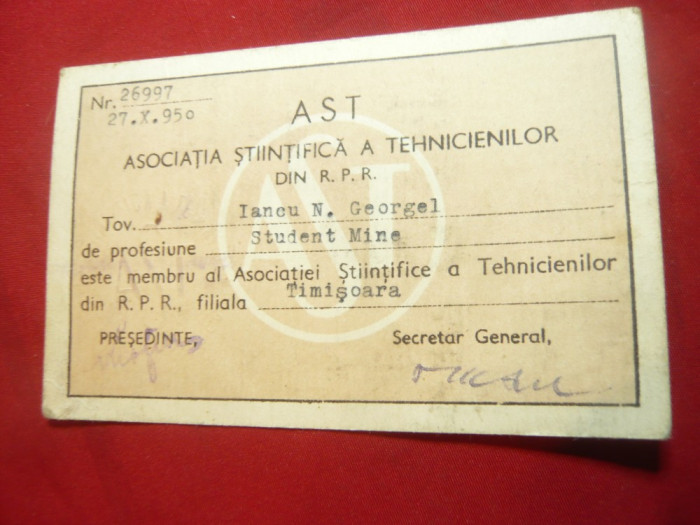 Nr. 26997
27.X.950
AST
ASOCIAȚIA ȘTIINȚIFICĂ A TEHNICIENILOR
DIN R. P. R.
Tov. Iancu N. Georgel
de profesiune Student Mine
este membru al Asociației Științifice a Tehnicienilor
din R. P. R., filiala Timișoara
PREȘEDINTE, Secretar General,